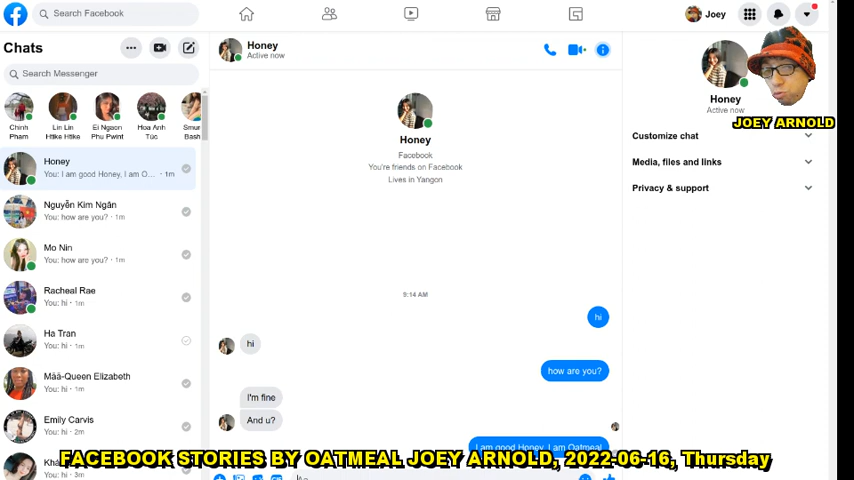 Search Facebook
Joey
Chats
Search Messenger
Chinh
Pham
Lin Lin
Htike Htike
Ei Ngaon
Phu Pwint
Hoa Anh
Túc
Smur
Bash
Honey
You: I am good Honey, I am O... · 1m
Nguyễn Kim Ngân
You: how are you? · 1m
Mo Nin
You: how are you? · 1m
Racheal Rae
You: hi · 1m
Ha Tran
You: hi · 1m
Máá-Queen Elizabeth
You: hi · 1m
Emily Carvis
You: hi · 2m
Honey
Active now
Honey
Facebook
You're friends on Facebook
Lives in Yangon
9:14 AM
hi
hi
how are you?
I'm fine
And u?
I am good Honey, I am Oatmeal
Honey
Active now
JOEY ARNOLD
Customize chat
Media, files and links
Privacy & support
FACEBOOK STORIES BY OATMEAL JOEY ARNOLD, 2022-06-16, Thursday